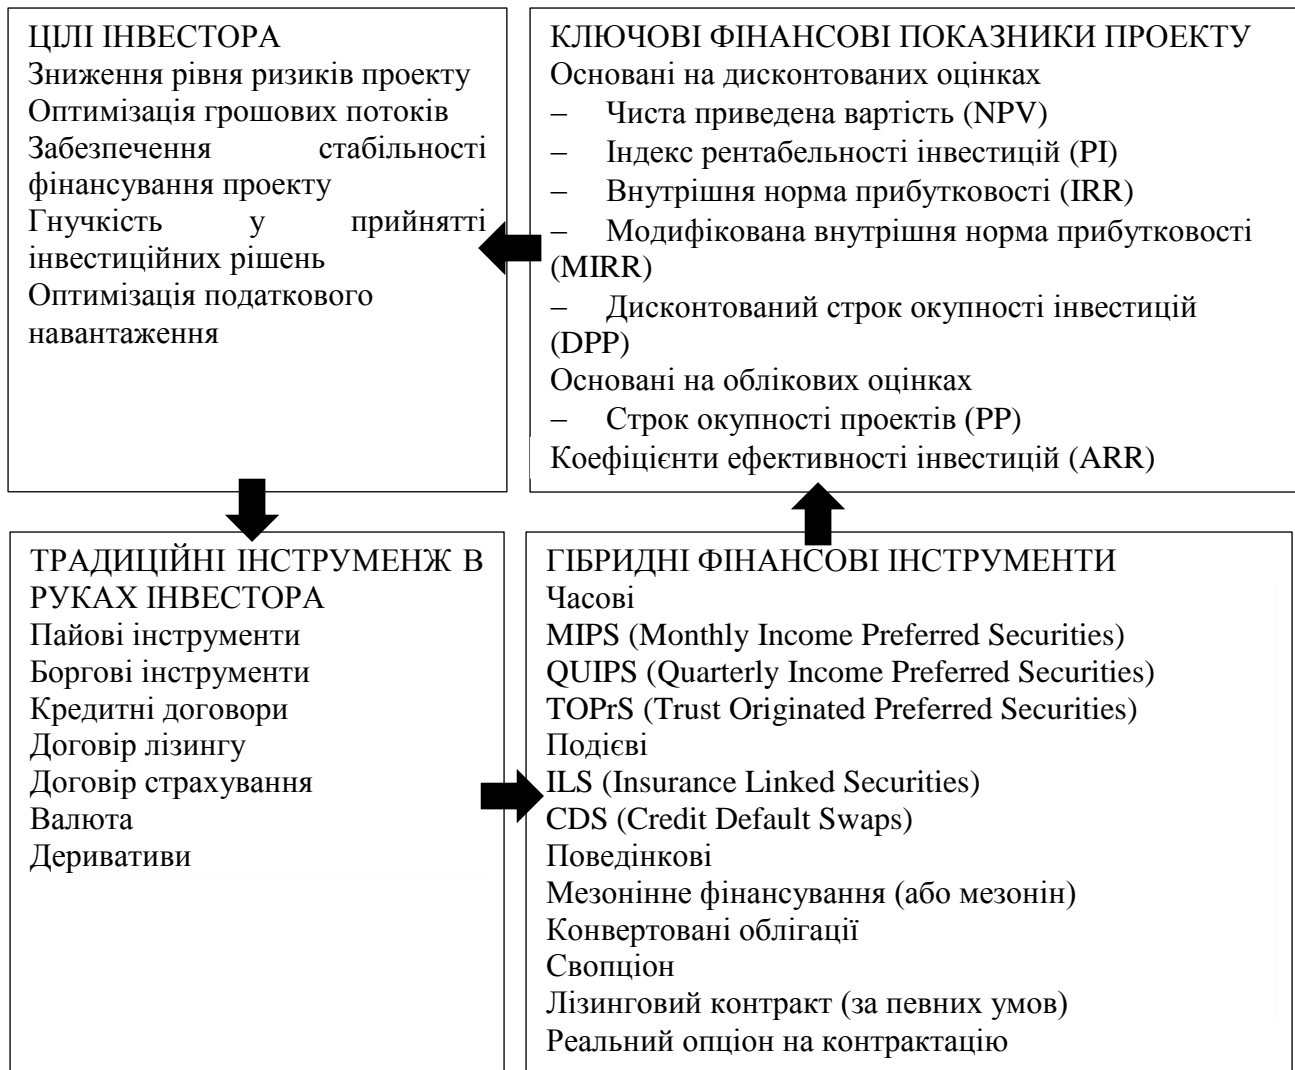 ЦІЛІ ІНВЕСТОРА
Зниження рівня ризиків проекту
Оптимізація грошових потоків
Забезпечення стабільності
фінансування проекту
Гнучкість у прийнятті
інвестиційних рішень
Оптимізація податкового
навантаження
КЛЮЧОВІ ФІНАНСОВІ ПОКАЗНИКИ ПРОЕКТУ
Основані на дисконтованих оцінках
– Чиста приведена вартість (NPV)
– Індекс рентабельності інвестицій (PI)
– Внутрішня норма прибутковості (IRR)
– Модифікована внутрішня норма прибутковості
(MIRR)
– Дисконтований строк окупності інвестицій
(DPP)
Основані на облікових оцінках
– Строк окупності проектів (PP)
Коефіцієнти ефективності інвестицій (ARR)
ТРАДИЦІЙНІ ІНСТРУМЕНЖ В
РУКАХ ІНВЕСТОРА
Пайові інструменти
Боргові інструменти
Кредитні договори
Договір лізингу
Договір страхування
Валюта
Деривативи
ГІБРИДНІ ФІНАНСОВІ ІНСТРУМЕНТИ
Часові
MIPS (Monthly Income Preferred Securities)
QUIPS (Quarterly Income Preferred Securities)
TOPrS (Trust Originated Preferred Securities)
Подієві
ILS (Insurance Linked Securities)
CDS (Credit Default Swaps)
Поведінкові
Мезонінне фінансування (або мезонін)
Конвертовані облігації
Свопціон
Лізинговий контракт (за певних умов)
Реальний опціон на контрактацію